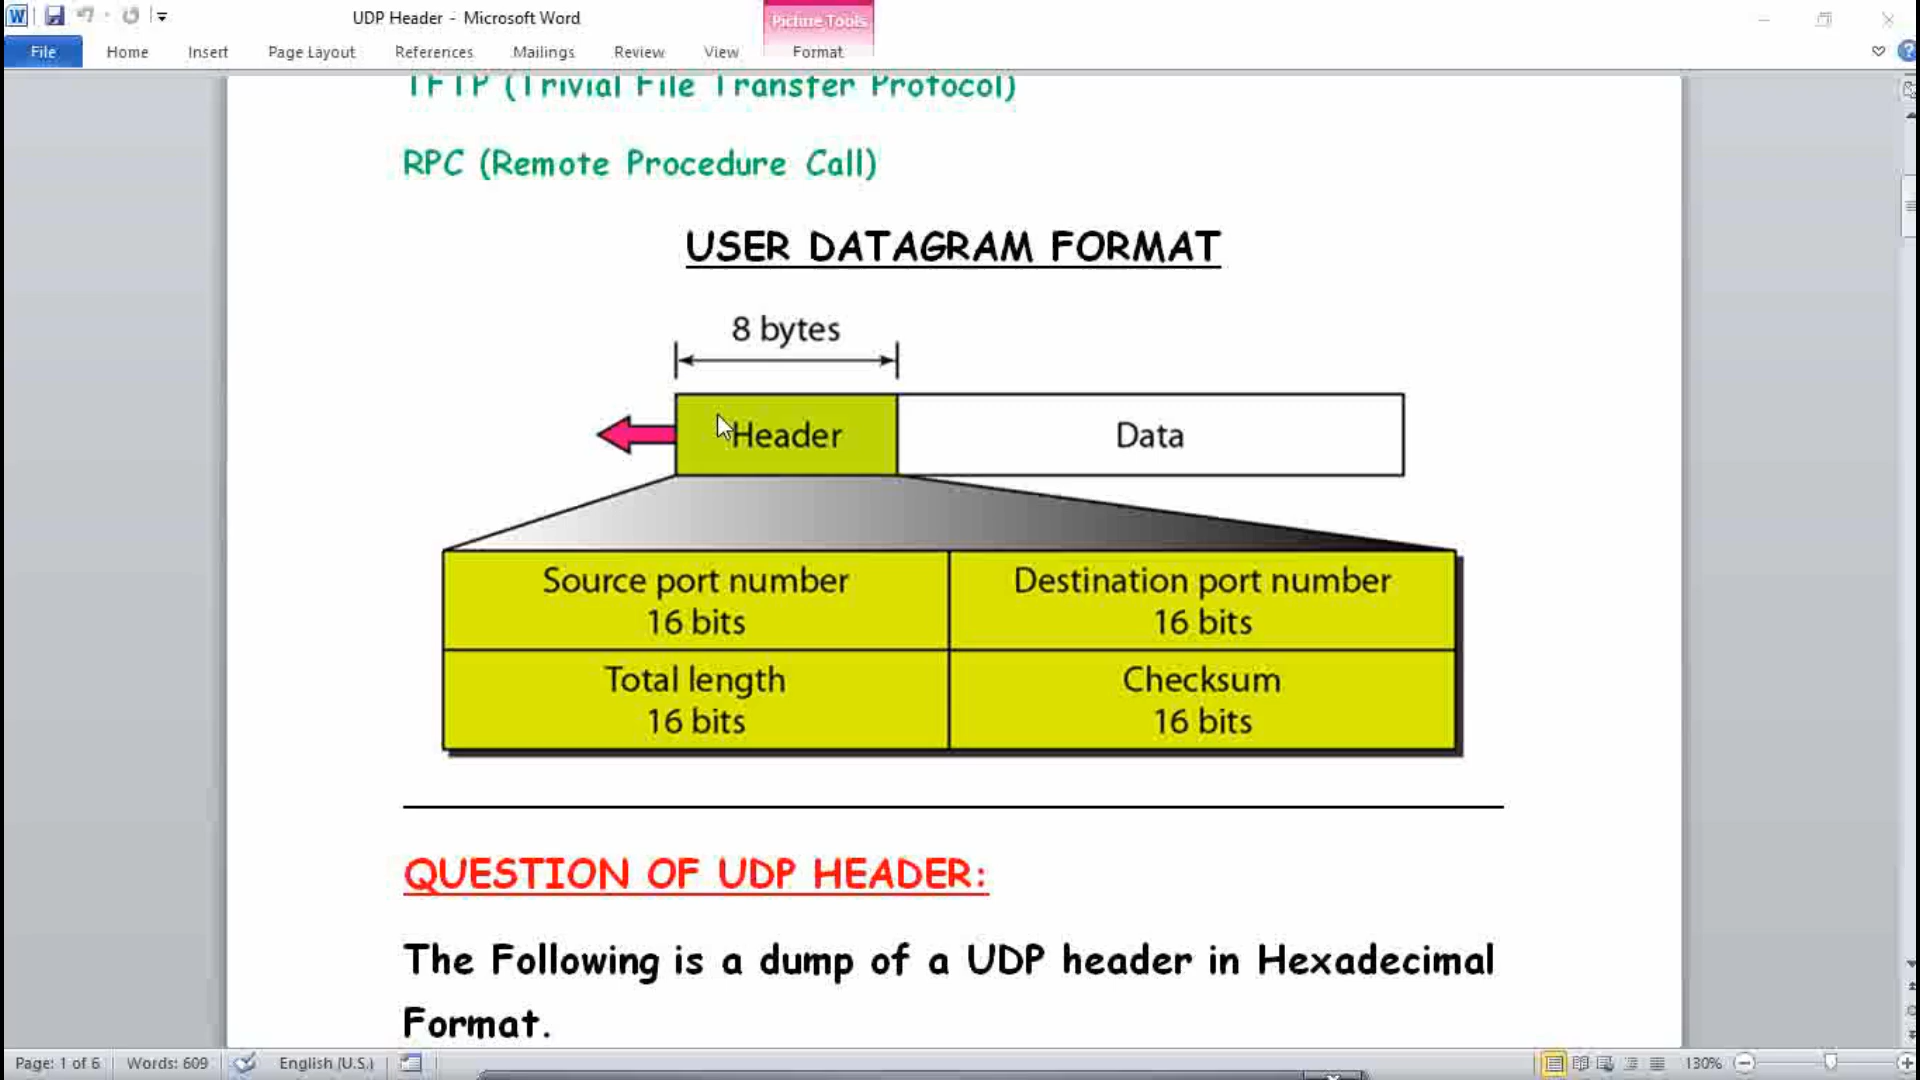 UDP Header - Microsoft Word
Picture Tools
File Home Insert Page Layout References Mailings Review View Format
TFTP (Trivial File Transfer Protocol)
RPC (Remote Procedure Call)
USER DATAGRAM FORMAT
8 bytes
Header Data
Source port number Destination port number
16 bits 16 bits
Total length Checksum
16 bits 16 bits
QUESTION OF UDP HEADER:
The Following is a dump of a UDP header in Hexadecimal
Format.
Page: 1 of 6 Words: 609 English (U.S.) 130%